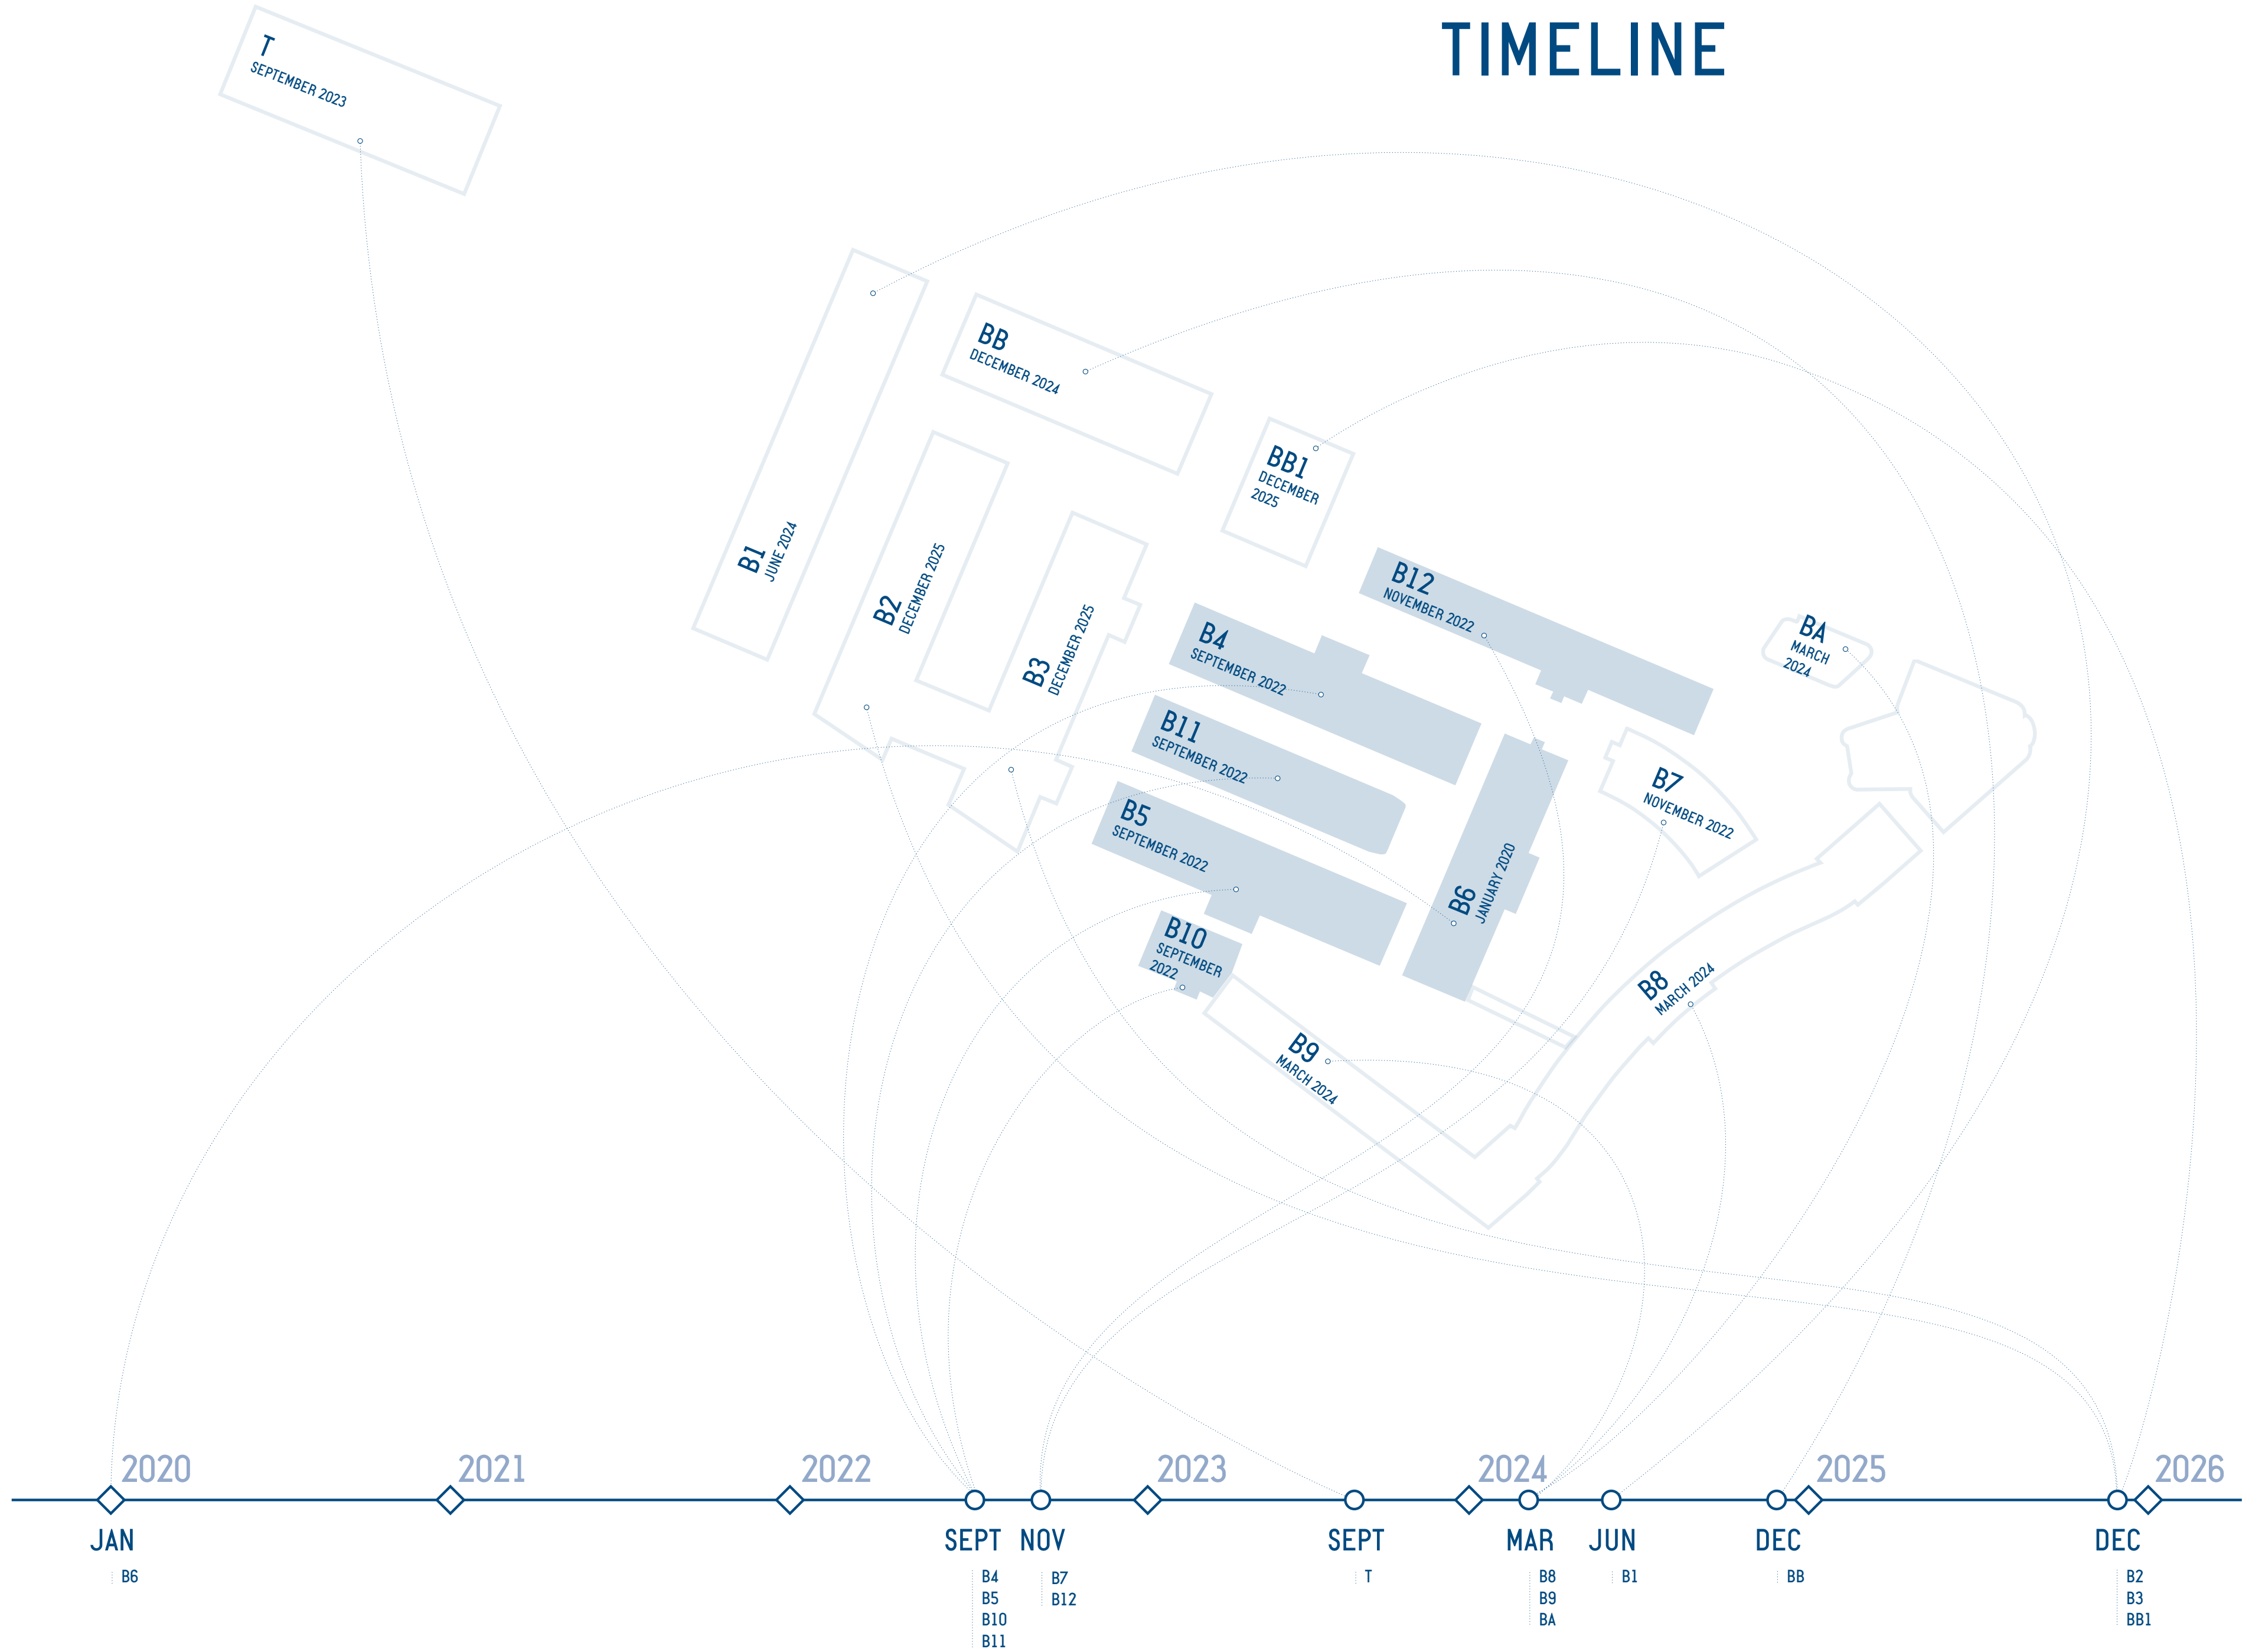 TIMELINE
T
SEPTEMBER 2023
BB
DECEMBER 2024
BB1
DECEMBER
2025
B1
JUNE 2024
B2
DECEMBER 2025
B3
DECEMBER 2025
B12
NOVEMBER 2022
B4
SEPTEMBER 2022
BA
MARCH
2024
B11
SEPTEMBER 2022
B7
NOVEMBER 2022
B5
SEPTEMBER 2022
B6
JANUARY 2020
B10
SEPTEMBER
2022
B8
MARCH 2024
B9
MARCH 2024
2020
2021
2022
2023
2024
2025
2026
JAN
B6
SEPT
B4
B5
B10
B11
NOV
B7
B12
SEPT
T
MAR
B8
B9
BA
JUN
B1
DEC
BB
DEC
B2
B3
BB1